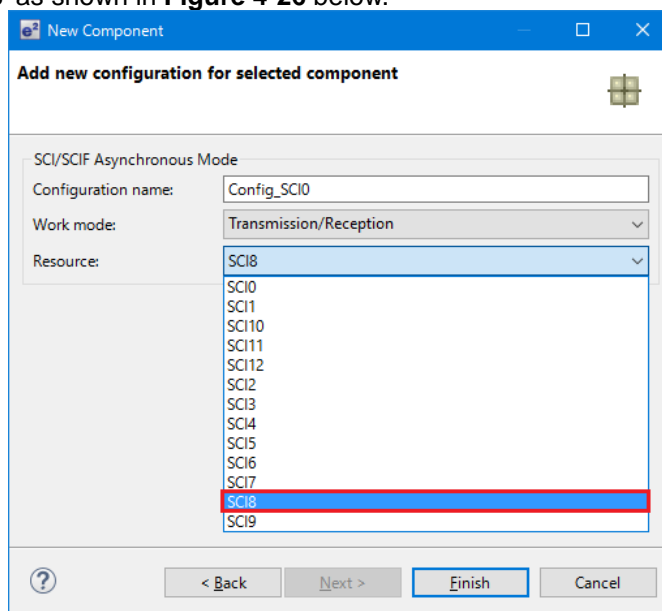 as shown in Figure 4-26 below.
e² New Component
Add new configuration for selected component
SCI/SCIF Asynchronous Mode
Configuration name: Config_SCI0
Work mode: Transmission/Reception
Resource: SCI8
SCI0
SCI1
SCI10
SCI11
SCI12
SCI2
SCI3
SCI4
SCI5
SCI6
SCI7
SCI8
SCI9
? < Back Next > Finish Cancel